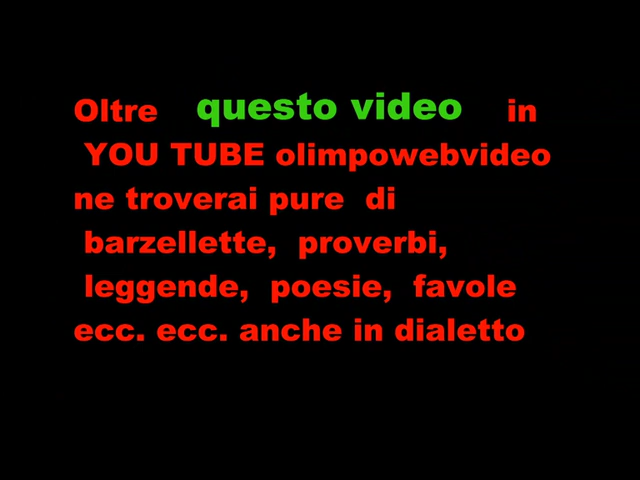 Oltre questo video in
YOU TUBE olimpowebvideo
ne troverai pure di
barzellette, proverbi,
leggende, poesie, favole
ecc. ecc. anche in dialetto